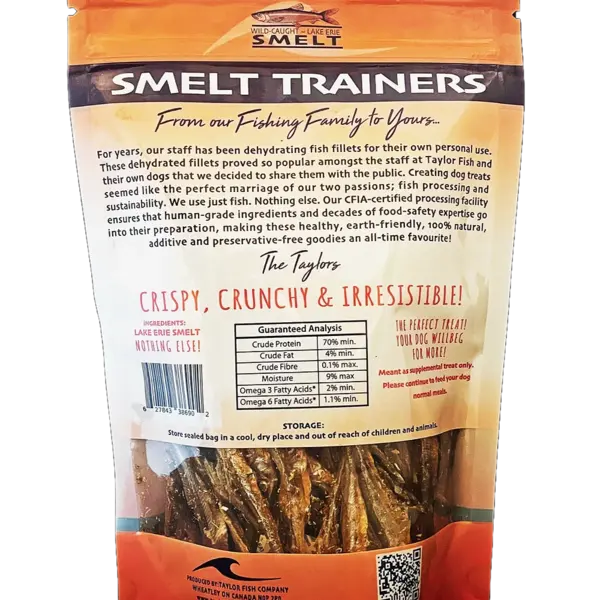 WILD-CAUGHT ~ LAKE ERIE
SMELT
SMELT TRAINERS
From our Fishing Family to Yours...
For years, our staff has been dehydrating fish fillets for their own personal use.
These dehydrated fillets proved so popular amongst the staff at Taylor Fish and
their own dogs that we decided to share them with the public. Creating dog treats
seemed like the perfect marriage of our two passions; fish processing and
sustainability. We use just fish. Nothing else. Our CFIA-certified processing facility
ensures that human-grade ingredients and decades of food-safety expertise go
into their preparation, making these healthy, earth-friendly, 100% natural,
additive and preservative-free goodies an all-time favourite!
The Taylors
CRISPY, CRUNCHY & IRRESISTIBLE!
INGREDIENTS:
LAKE ERIE SMELT
NOTHING ELSE!
Guaranteed Analysis
Crude Protein 70% min.
Crude Fat 4% min.
Crude Fibre 0.1% max.
Moisture 9% max
Omega 3 Fatty Acids* 2% min.
Omega 6 Fatty Acids* 1.1% min.
THE PERFECT TREAT!
YOUR DOG WILLBEG
FOR MORE!
Meant as supplemental treat only.
Please continue to feed your dog
normal meals.
6 27843 38690 2
STORAGE:
Store sealed bag in a cool, dry place and out of reach of children and animals.
PRODUCED BY: TAYLOR FISH COMPANY
WHEATLEY ON CANADA N0P 2P0